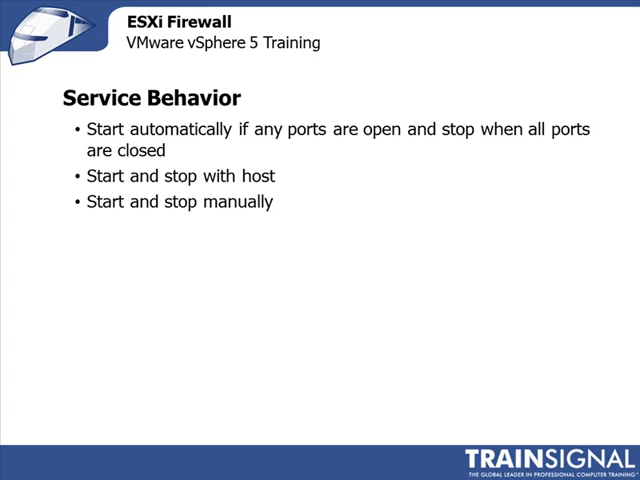 ESXi Firewall
VMware vSphere 5 Training
Service Behavior
• Start automatically if any ports are open and stop when all ports
are closed
• Start and stop with host
• Start and stop manually
TRAINSIGNAL
THE GLOBAL LEADER IN PROFESSIONAL COMPUTER TRAINING™